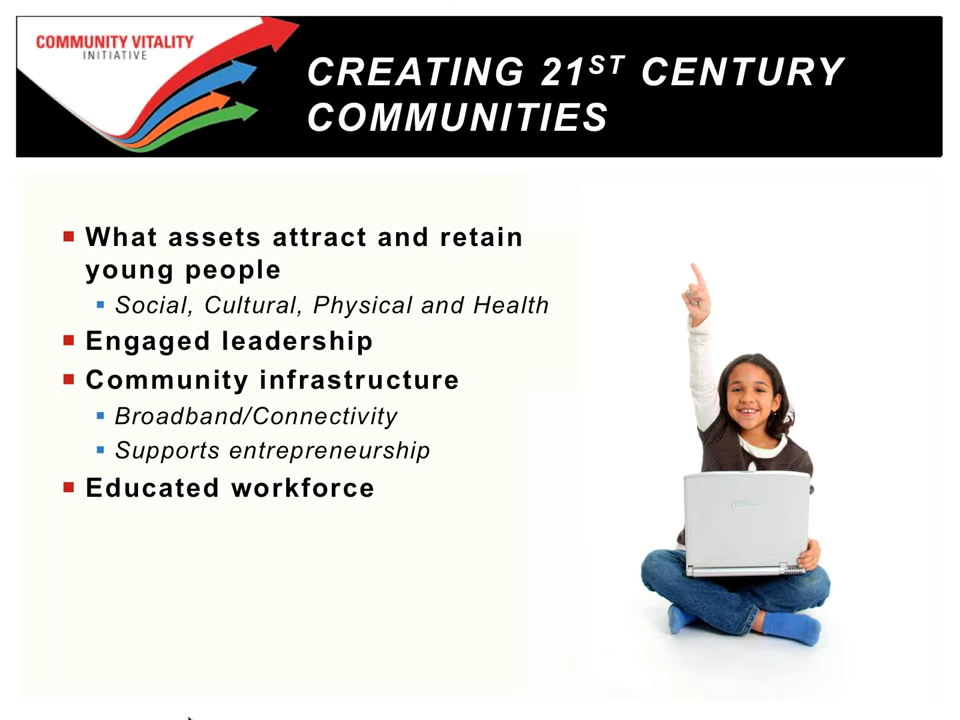 COMMUNITY VITALITY
INITIATIVE
CREATING 21ST CENTURY
COMMUNITIES
What assets attract and retain
young people
Social, Cultural, Physical and Health
Engaged leadership
Community infrastructure
Broadband/Connectivity
Supports entrepreneurship
Educated workforce